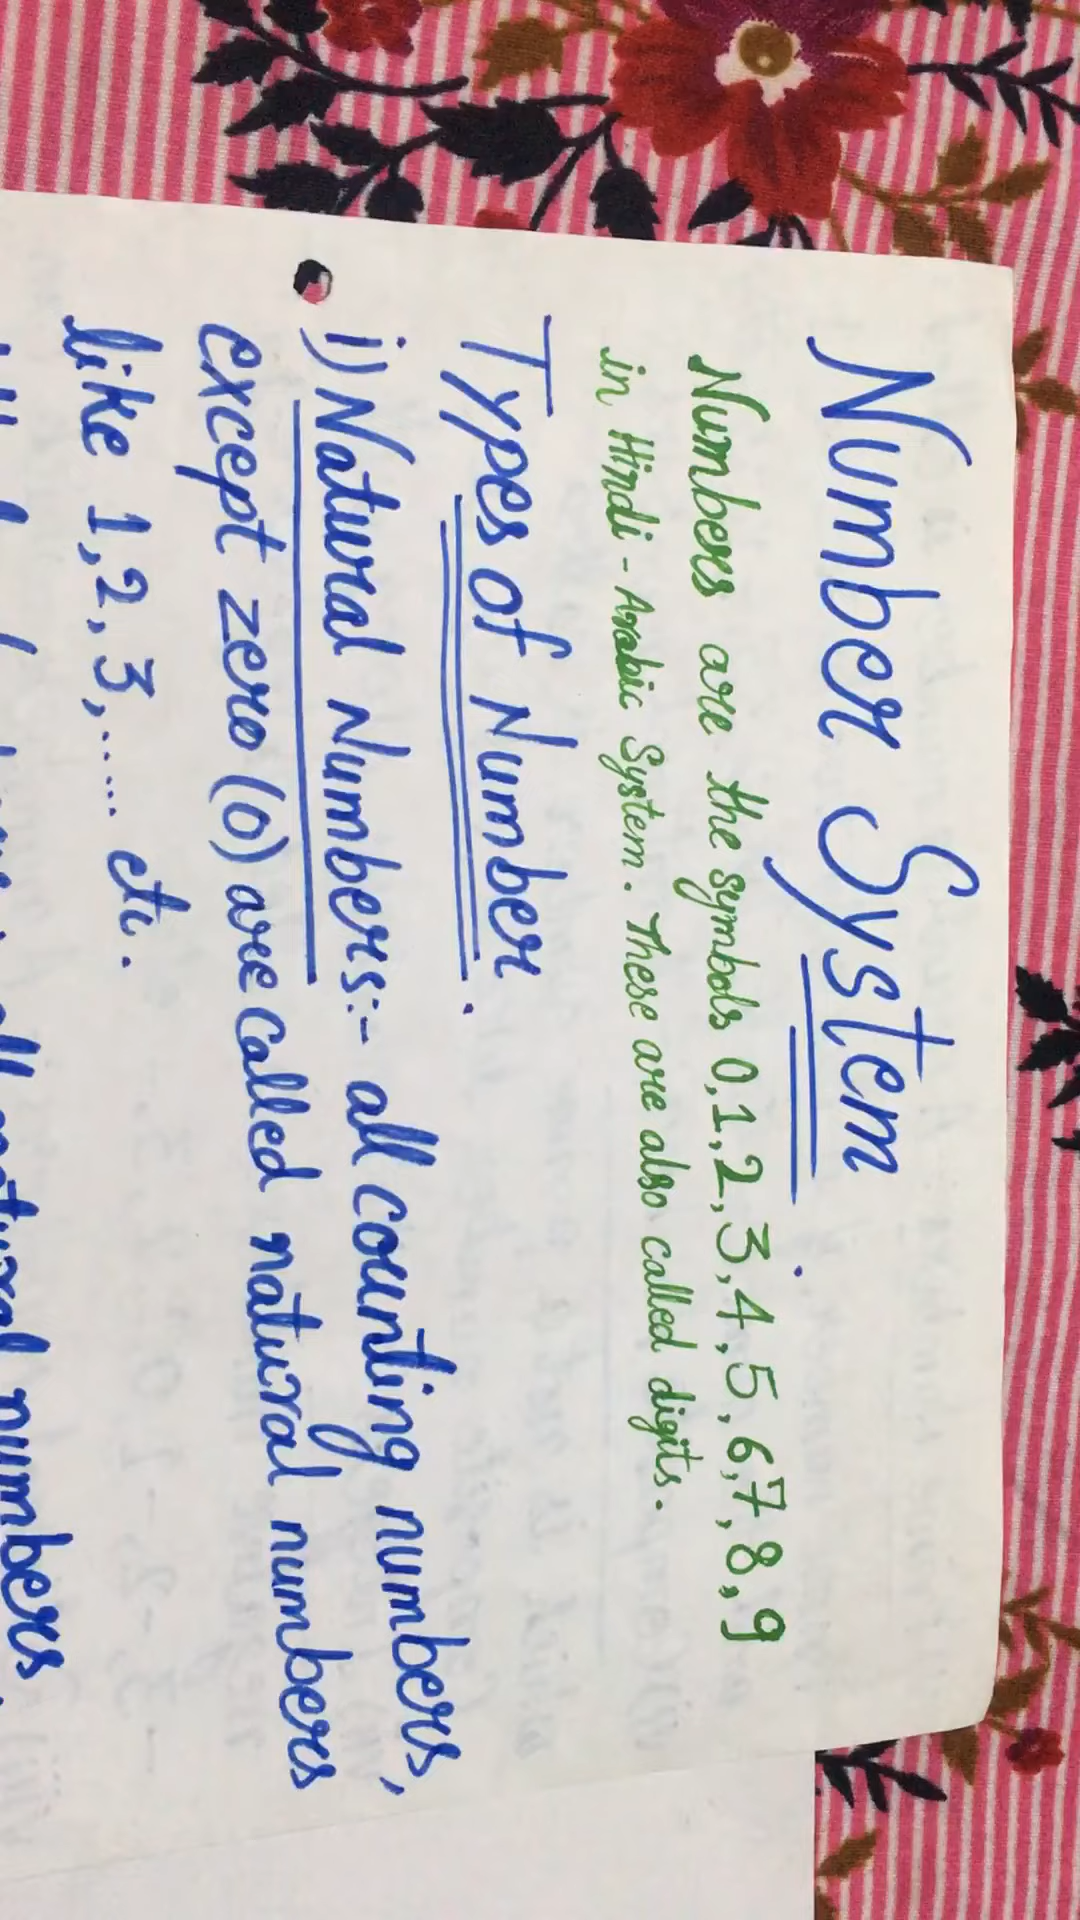 Number System
Numbers are the symbols 0,1,2,3,4,5,6,7,8,9
in Hindi-Arabic System. These are also called digits.
Types of Number
i) Natural Numbers:- all counting numbers,
except zero (0) are called natural numbers
like 1,2,3,..... etc.
natural numbers